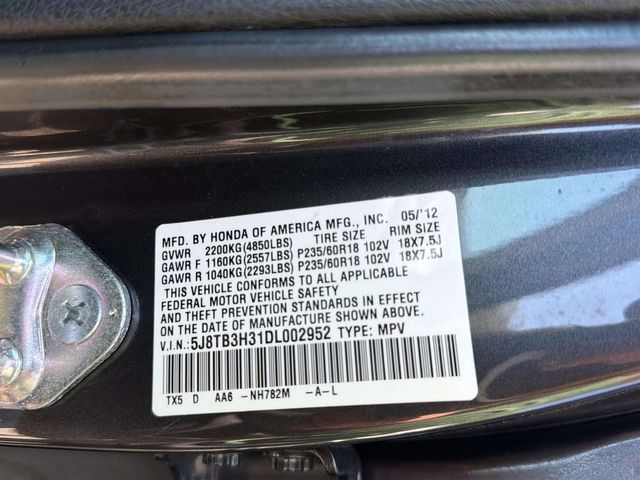 MFD. BY HONDA OF AMERICA MFG., INC. 05/'12
GVWR 2200KG(4850LBS) TIRE SIZE RIM SIZE
GAWR F 1160KG(2557LBS) P235/60R18 102V 18X7.5J
GAWR R 1040KG(2293LBS) P235/60R18 102V 18X7.5J
THIS VEHICLE CONFORMS TO ALL APPLICABLE
FEDERAL MOTOR VEHICLE SAFETY
AND THEFT PREVENTION STANDARDS IN EFFECT
ON THE DATE OF MANUFACTURE SHOWN ABOVE.
V.I.N.: 5J8TB3H31DL002952 TYPE: MPV
TX5 D AA6 -NH782M -A-L